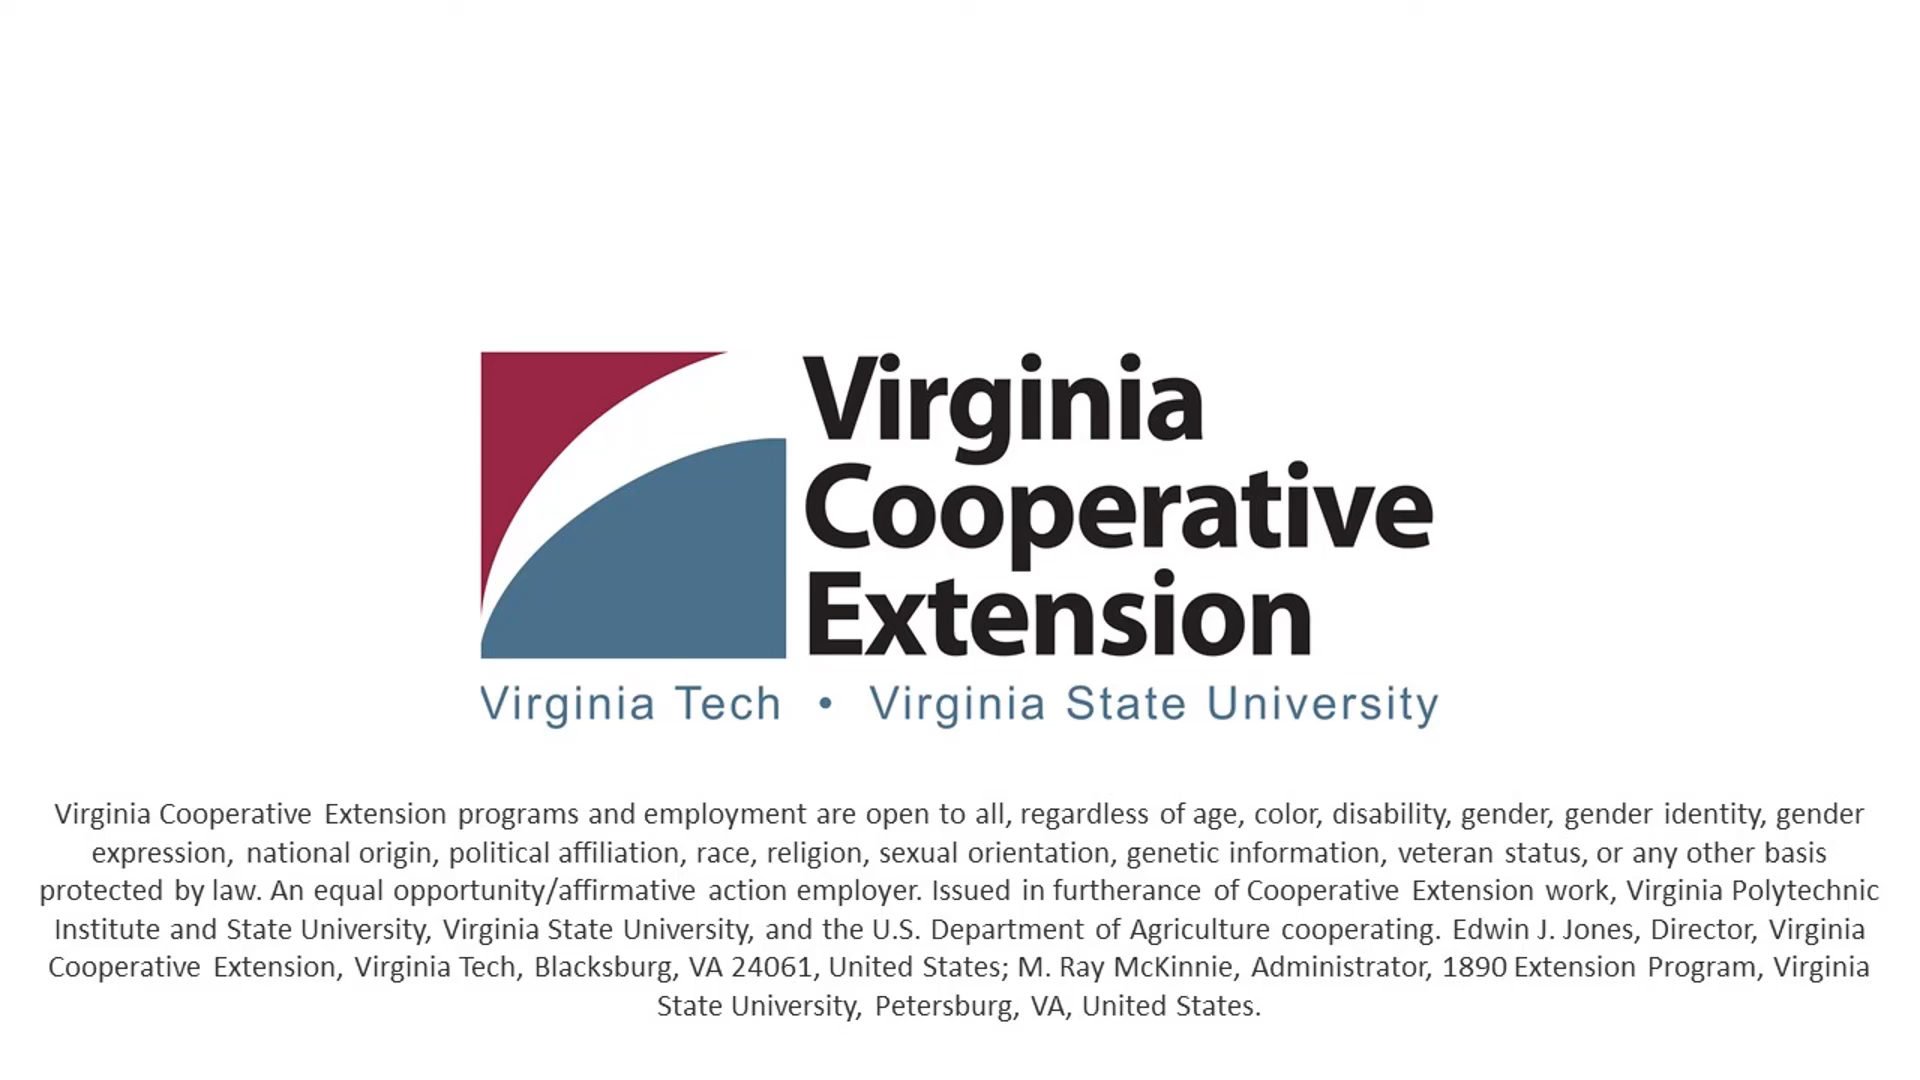 Virginia
Cooperative
Extension
Virginia Tech • Virginia State University
Virginia Cooperative Extension programs and employment are open to all, regardless of age, color, disability, gender, gender identity, gender
expression, national origin, political affiliation, race, religion, sexual orientation, genetic information, veteran status, or any other basis
protected by law. An equal opportunity/affirmative action employer. Issued in furtherance of Cooperative Extension work, Virginia Polytechnic
Institute and State University, Virginia State University, and the U.S. Department of Agriculture cooperating. Edwin J. Jones, Director, Virginia
Cooperative Extension, Virginia Tech, Blacksburg, VA 24061, United States; M. Ray McKinnie, Administrator, 1890 Extension Program, Virginia
State University, Petersburg, VA, United States.